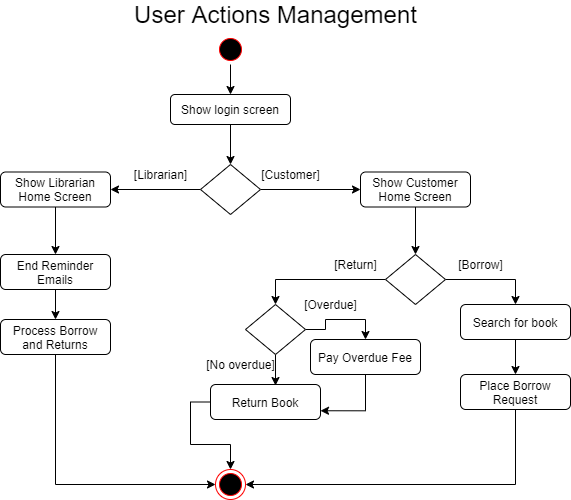 User Actions Management
Show login screen
[Librarian]
[Customer]
Show Librarian
Home Screen
Show Customer
Home Screen
[Return]
[Borrow]
End Reminder
Emails
[Overdue]
Search for book
Process Borrow
and Returns
Pay Overdue Fee
[No overdue]
Place Borrow
Request
Return Book